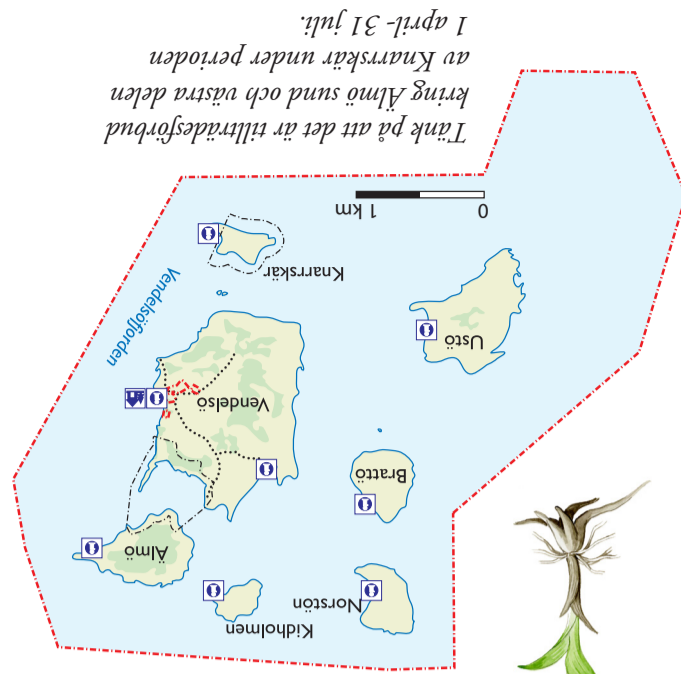 Kidholmen
Norstön
Älmö
Brattö
Vendelsö
Ustö
Knarrskär
Vendelsöfjorden
0
1 km
Tänk på att det är tillträdesförbud
kring Älmö sund och västra delen
av Knarrskär under perioden
1 april- 31 juli.